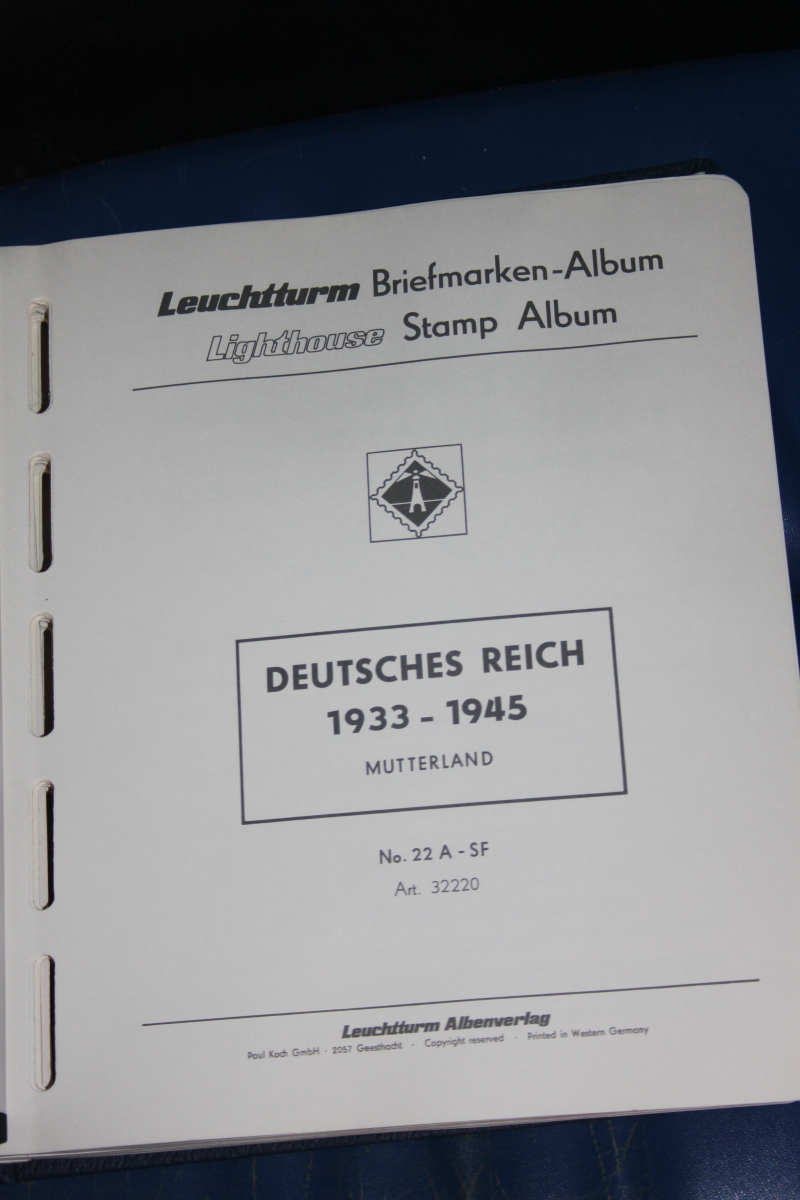 Leuchtturm Briefmarken-Album
Lighthouse Stamp Album
DEUTSCHES REICH
1933 - 1945
MUTTERLAND
No. 22 A - SF
Art. 32220
Leuchtturm Albenverlag
Paul Koch GmbH · 2057 Geesthacht · Copyright reserved · Printed in Western Germany